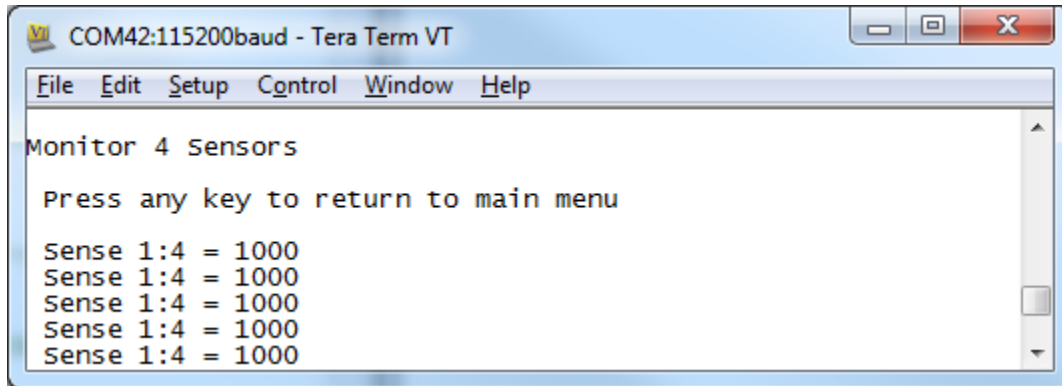 COM42:115200baud - Tera Term VT
File Edit Setup Control Window Help
Monitor 4 Sensors
Press any key to return to main menu
Sense 1:4 = 1000
Sense 1:4 = 1000
Sense 1:4 = 1000
Sense 1:4 = 1000
Sense 1:4 = 1000